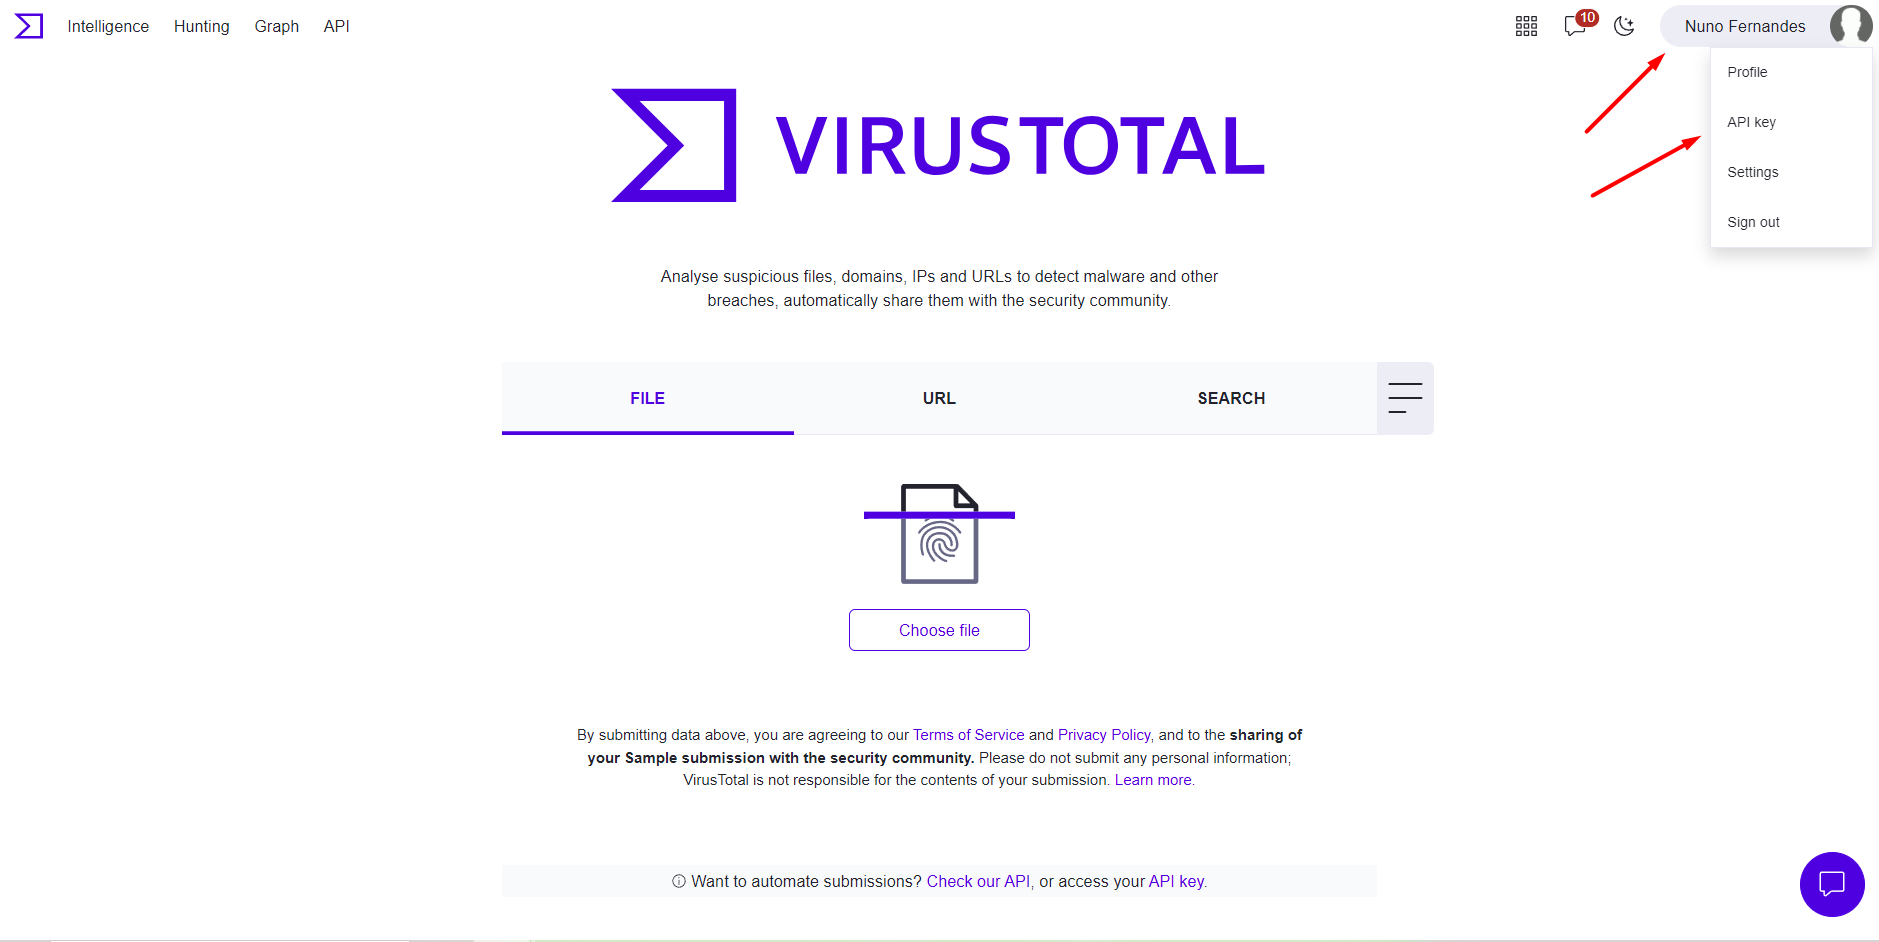 Intelligence Hunting Graph API
10
Nuno Fernandes
Profile
API key
Settings
Sign out
VIRUSTOTAL
Analyse suspicious files, domains, IPs and URLs to detect malware and other
breaches, automatically share them with the security community.
FILE URL SEARCH
Choose file
By submitting data above, you are agreeing to our Terms of Service and Privacy Policy, and to the sharing of
your Sample submission with the security community. Please do not submit any personal information;
VirusTotal is not responsible for the contents of your submission. Learn more.
Want to automate submissions? Check our API, or access your API key.